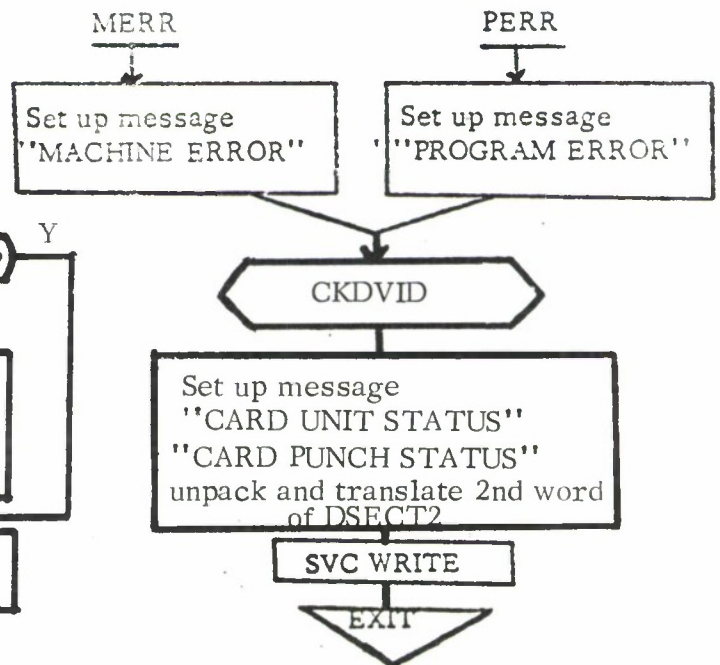 MERR
PERR
Set up message
"MACHINE ERROR"
Set up message
' "PROGRAM ERROR"
Y
CKDVID
Set up message
"CARD UNIT STATUS"
"CARD PUNCH STATUS"
unpack and translate 2nd word
of DSECT2
SVC WRITE
EXIT